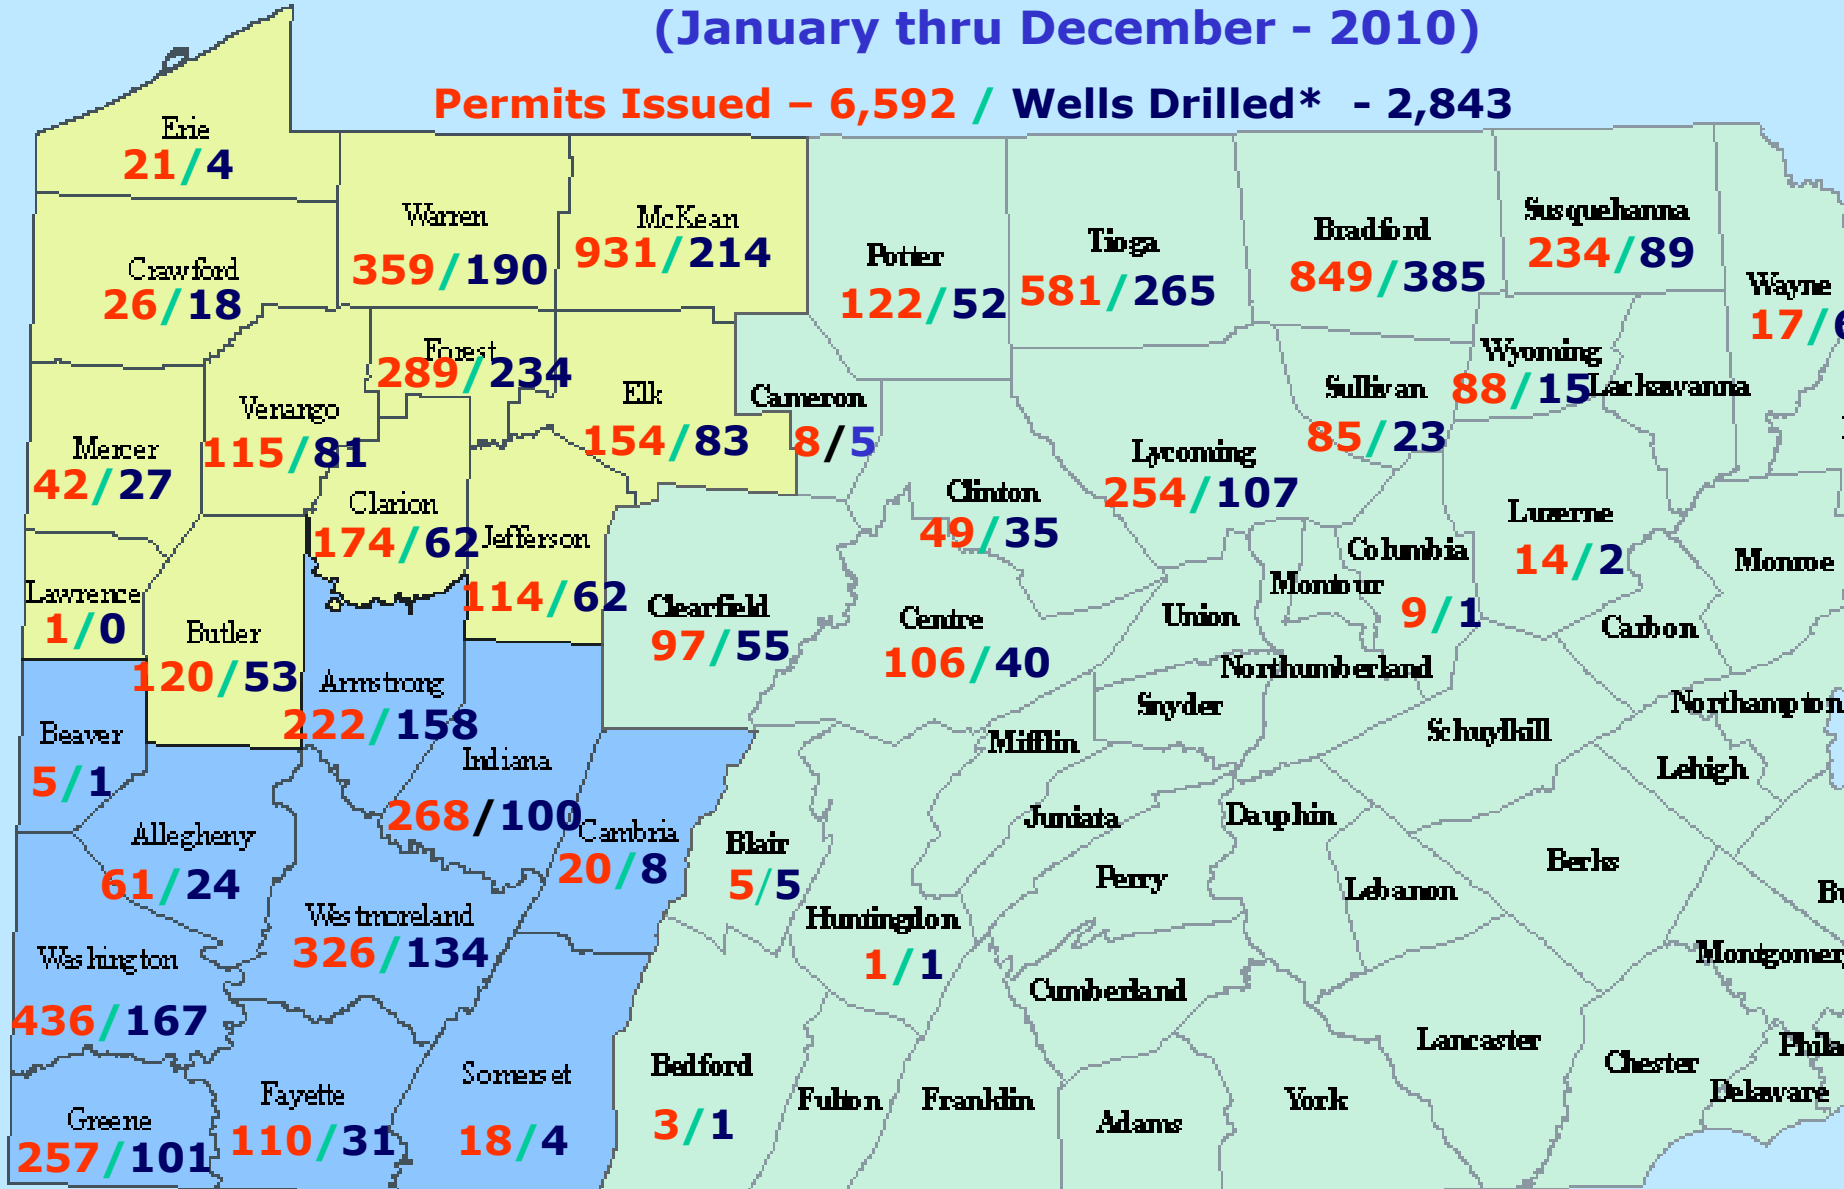 (January thru December - 2010)
Permits Issued – 6,592 / Wells Drilled* - 2,843
Erie
21/4
Crawford
26/18
Warren
359/190
McKean
931/214
Potter
122/52
Tioga
581/265
Bradford
849/385
Susquehanna
234/89
Wayne
17/6
Forest
289/234
Elk
154/83
Cameron
8/5
Venango
115/81
Mercer
42/27
Clarion
174/62
Jefferson
114/62
Clinton
49/35
Lycoming
254/107
Sullivan
85/23
Wyoming
88/15
Lackawanna
Luzerne
14/2
Columbia
9/1
Montour
Monroe
Carbon
Lawrence
1/0
Butler
120/53
Armstrong
222/158
Clearfield
97/55
Centre
106/40
Union
Northumberland
Snyder
Northampton
Schuylkill
Lehigh
Mifflin
Beaver
5/1
Indiana
268/100
Cambria
20/8
Blair
5/5
Juniata
Dauphin
Perry
Lebanon
Berks
Allegheny
61/24
Westmoreland
326/134
Washington
436/167
Huntingdon
1/1
Cumberland
Montgomer
Lancaster
Chester
Phila
Delaware
Bedford
3/1
Fulton
Franklin
Adams
York
Somerset
18/4
Fayette
110/31
Greene
257/101